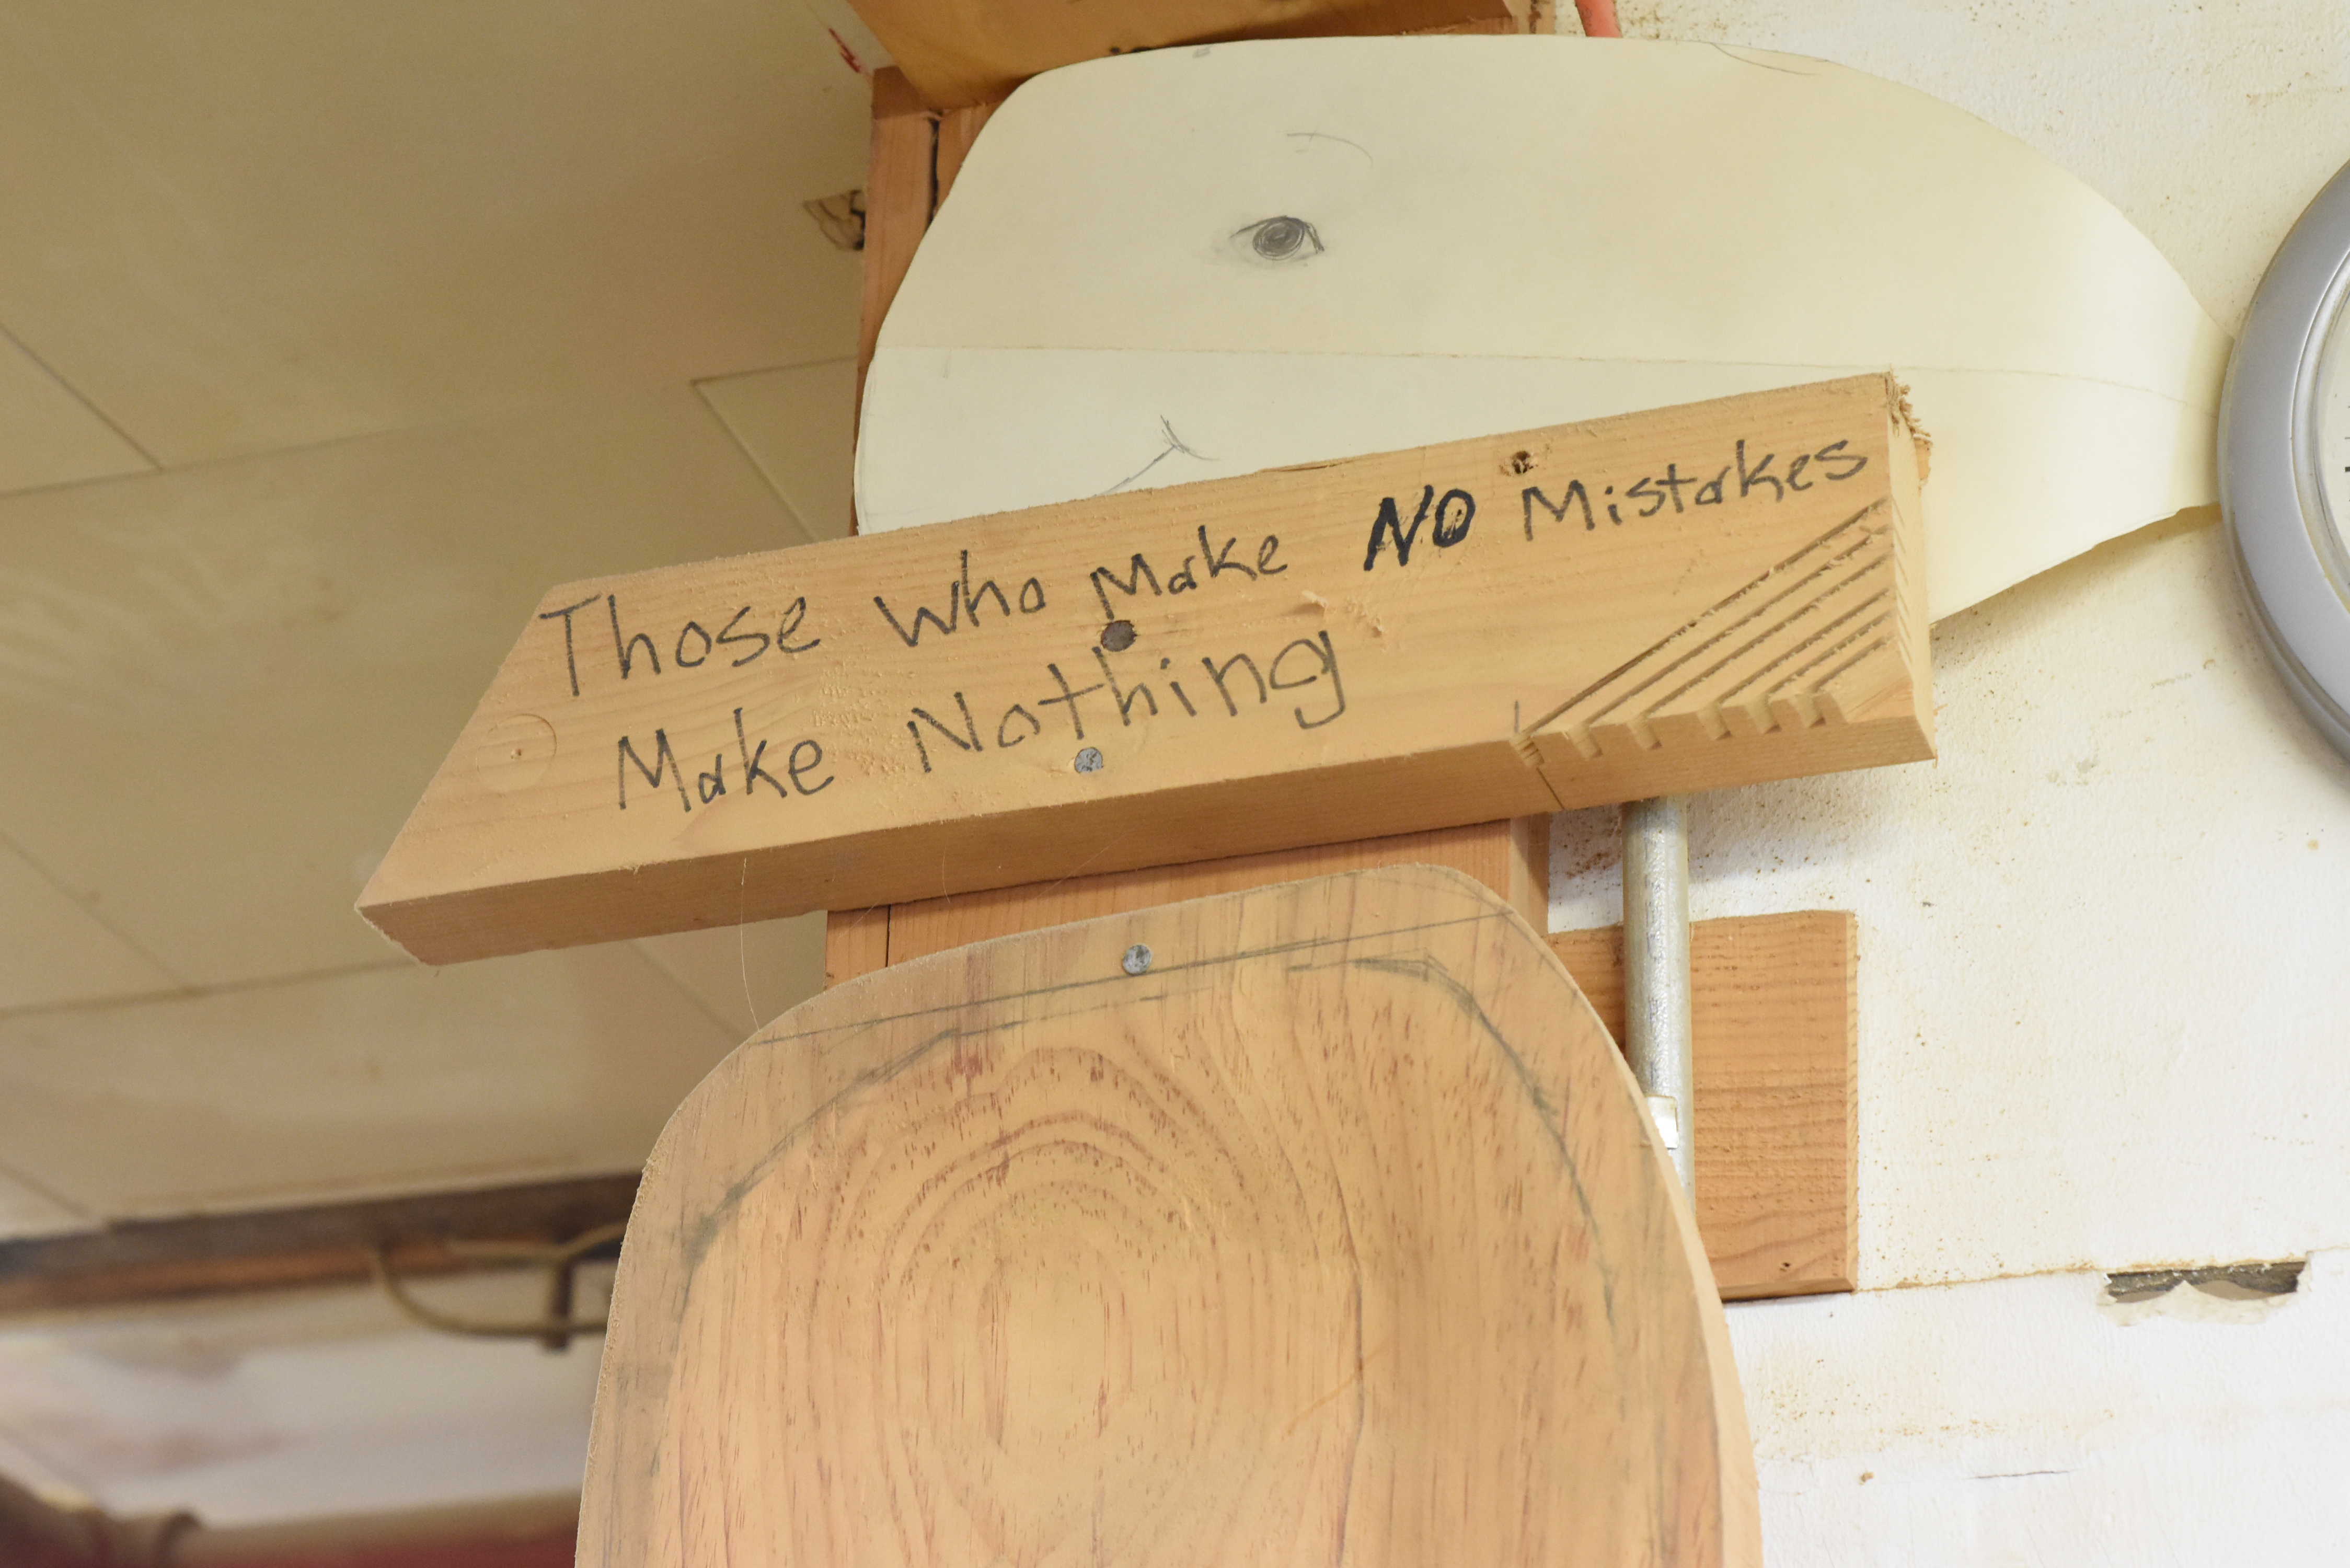 Those who Make NO Mistakes
Make Nothing